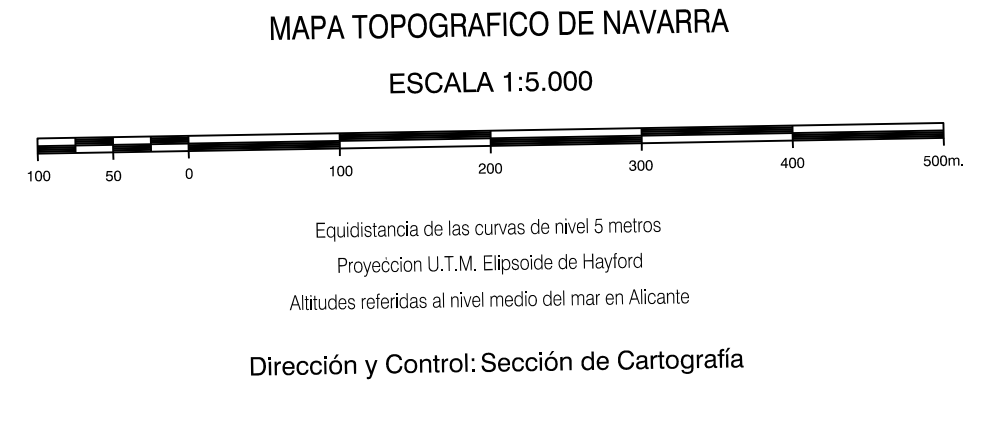 MAPA TOPOGRAFICO DE NAVARRA
ESCALA 1:5.000
100 50 0 100 200 300 400 500m.
Equidistancia de las curvas de nivel 5 metros
Proyeccion U.T.M. Elipsoide de Hayford
Altitudes referidas al nivel medio del mar en Alicante
Dirección y Control: Sección de Cartografía